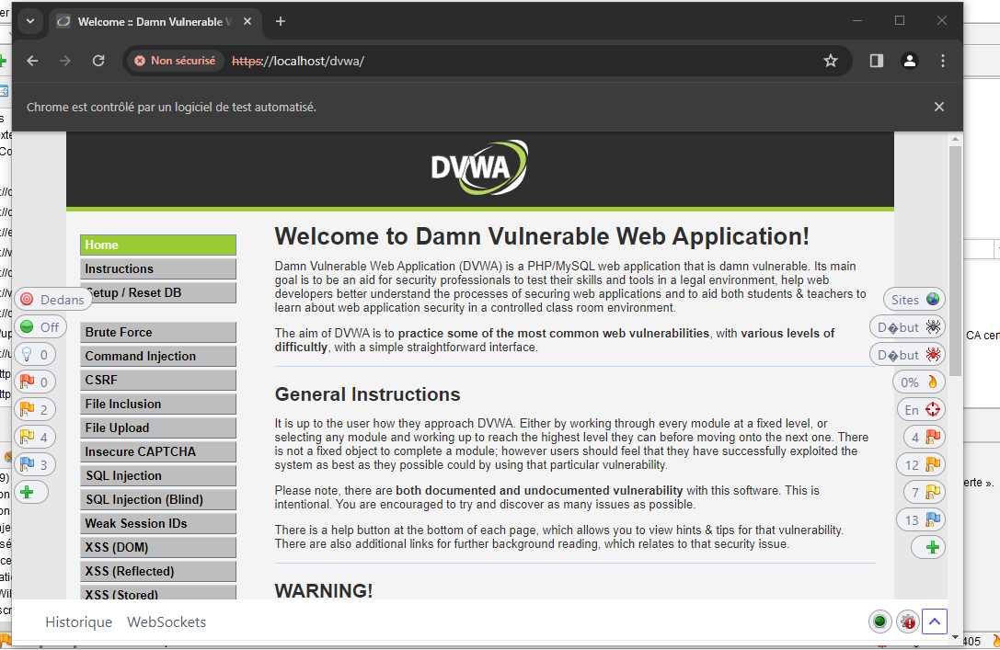 Welcome :: Damn Vulnerable W
Non sécurisé
https://localhost/dvwa/
Chrome est contrôlé par un logiciel de test automatisé.
DVWA
Home
Instructions
Setup / Reset DB
Brute Force
Command Injection
CSRF
File Inclusion
File Upload
Insecure CAPTCHA
SQL Injection
SQL Injection (Blind)
Weak Session IDs
XSS (DOM)
XSS (Reflected)
XSS (Stored)
Welcome to Damn Vulnerable Web Application!
Damn Vulnerable Web Application (DVWA) is a PHP/MySQL web application that is damn vulnerable. Its main
goal is to be an aid for security professionals to test their skills and tools in a legal environment, help web
developers better understand the processes of securing web applications and to aid both students & teachers to
learn about web application security in a controlled class room environment.
The aim of DVWA is to practice some of the most common web vulnerabilities, with various levels of
difficultly, with a simple straightforward interface.
General Instructions
It is up to the user how they approach DVWA. Either by working through every module at a fixed level, or
selecting any module and working up to reach the highest level they can before moving onto the next one. There
is not a fixed object to complete a module; however users should feel that they have successfully exploited the
system as best as they possible could by using that particular vulnerability.
Please note, there are both documented and undocumented vulnerability with this software. This is
intentional. You are encouraged to try and discover as many issues as possible.
There is a help button at the bottom of each page, which allows you to view hints & tips for that vulnerability.
There are also additional links for further background reading, which relates to that security issue.
WARNING!
Dedans
Off
0
0
2
4
3
Sites
D�but
D�but
0%
En
4
12
7
13
Historique
WebSockets
CA cert
erte ».
405